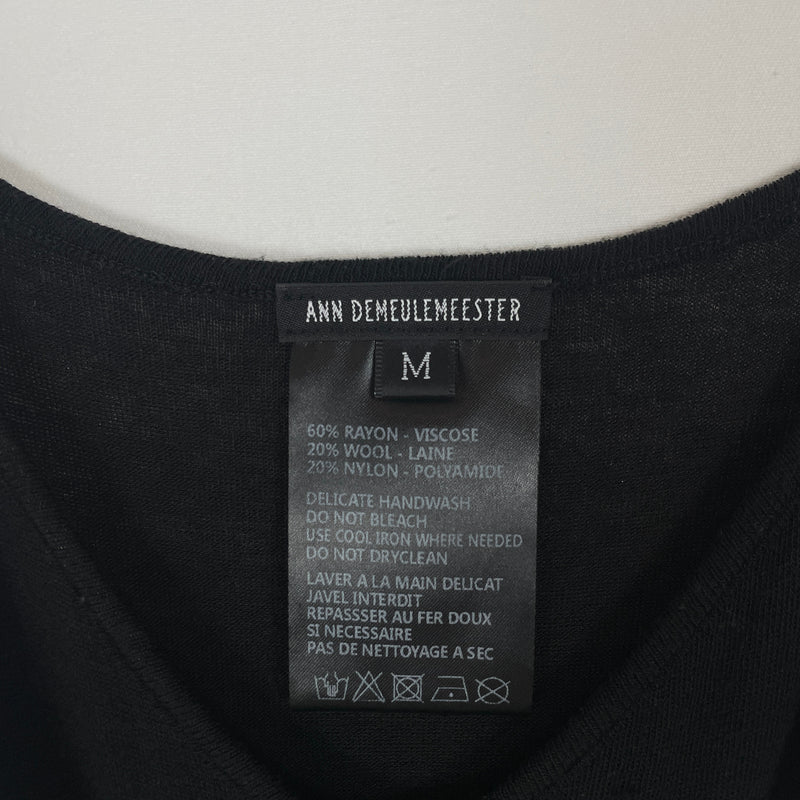 ANN DEMEULEMEESTER
M
60% RAYON - VISCOSE
20% WOOL - LAINE
20% NYLON - POLYAMIDE
DELICATE HANDWASH
DO NOT BLEACH
USE COOL IRON WHERE NEEDED
DO NOT DRYCLEAN
LAVER A LA MAIN DELICAT
JAVEL INTERDIT
REPASSSER AU FER DOUX
SI NECESSAIRE
PAS DE NETTOYAGE A SEC